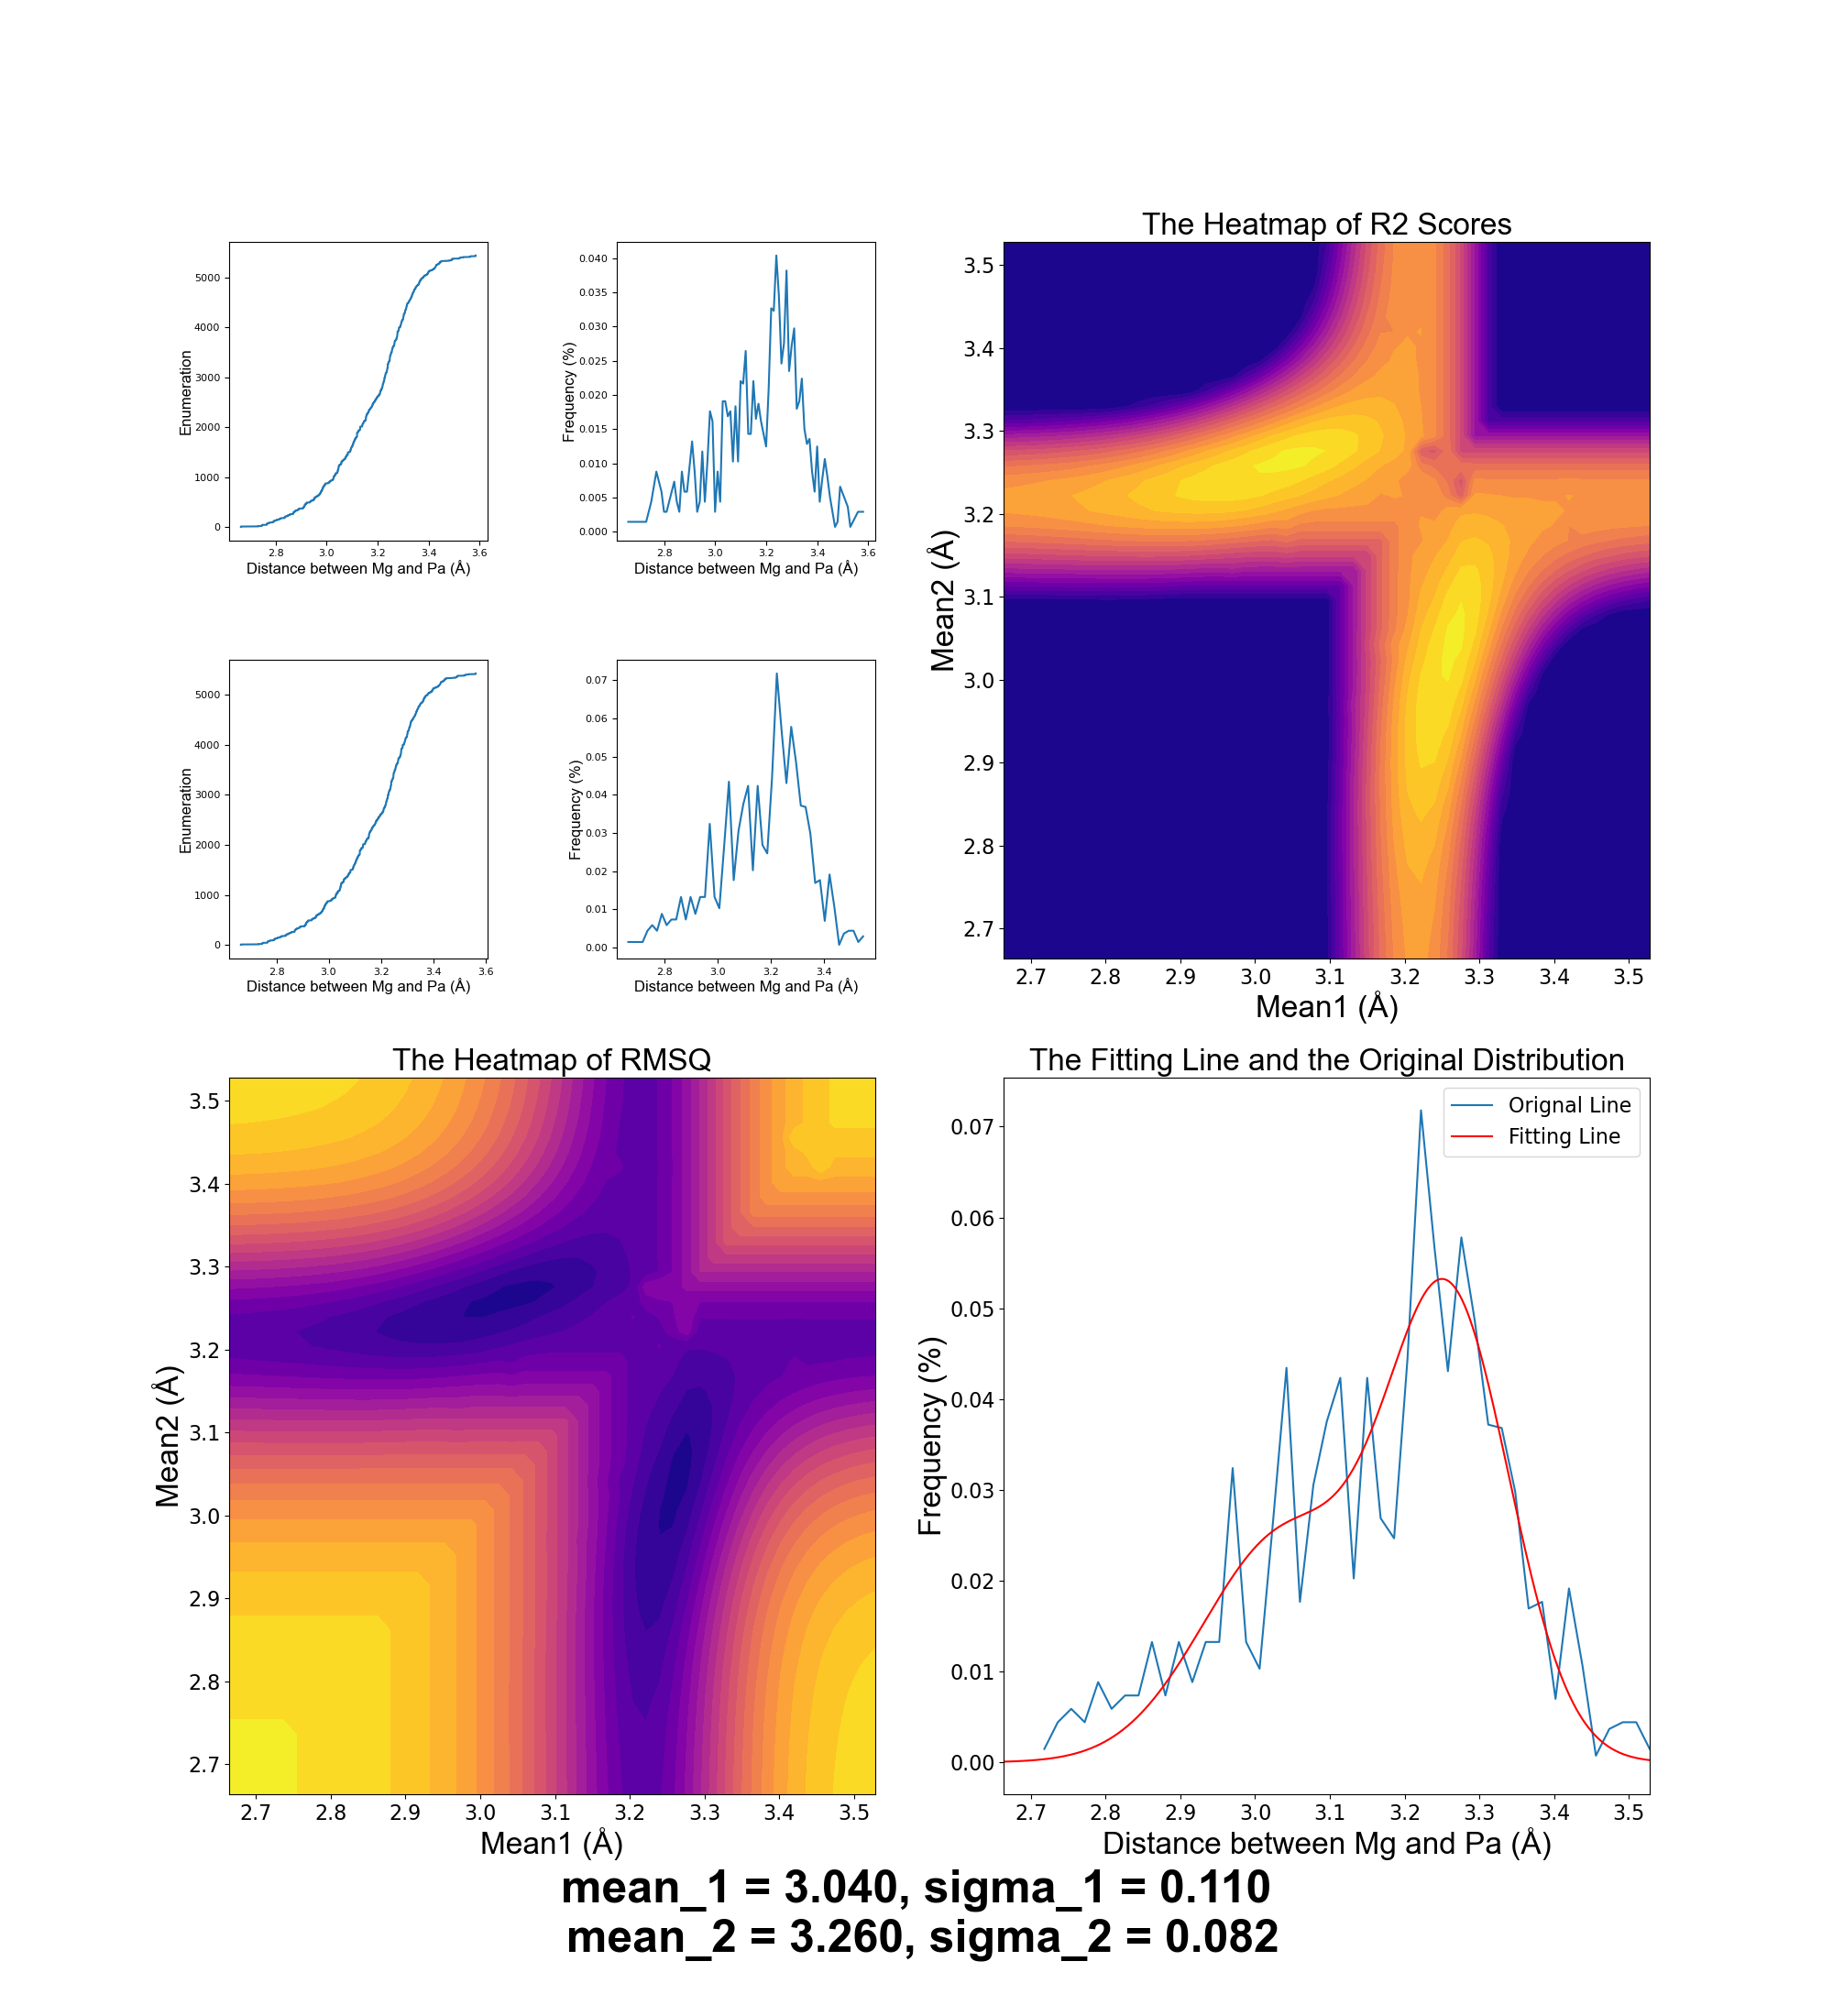 Enumeration
5000
4000
3000
2000
1000
0
2.8 3.0 3.2 3.4 3.6
Distance between Mg and Pa (Å)
Frequency (%)
0.040
0.035
0.030
0.025
0.020
0.015
0.010
0.005
0.000
2.8 3.0 3.2 3.4 3.6
Distance between Mg and Pa (Å)
The Heatmap of R2 Scores
Mean2 (Å)
3.5
3.4
3.3
3.2
3.1
3.0
2.9
2.8
2.7
2.7 2.8 2.9 3.0 3.1 3.2 3.3 3.4 3.5
Mean1 (Å)
Enumeration
5000
4000
3000
2000
1000
0
2.8 3.0 3.2 3.4 3.6
Distance between Mg and Pa (Å)
Frequency (%)
0.07
0.06
0.05
0.04
0.03
0.02
0.01
0.00
2.8 3.0 3.2 3.4
Distance between Mg and Pa (Å)
The Heatmap of RMSQ
Mean2 (Å)
3.5
3.4
3.3
3.2
3.1
3.0
2.9
2.8
2.7
2.7 2.8 2.9 3.0 3.1 3.2 3.3 3.4 3.5
Mean1 (Å)
The Fitting Line and the Original Distribution
Orignal Line
Fitting Line
Frequency (%)
0.07
0.06
0.05
0.04
0.03
0.02
0.01
0.00
2.7 2.8 2.9 3.0 3.1 3.2 3.3 3.4 3.5
Distance between Mg and Pa (Å)
mean_1 = 3.040, sigma_1 = 0.110
mean_2 = 3.260, sigma_2 = 0.082